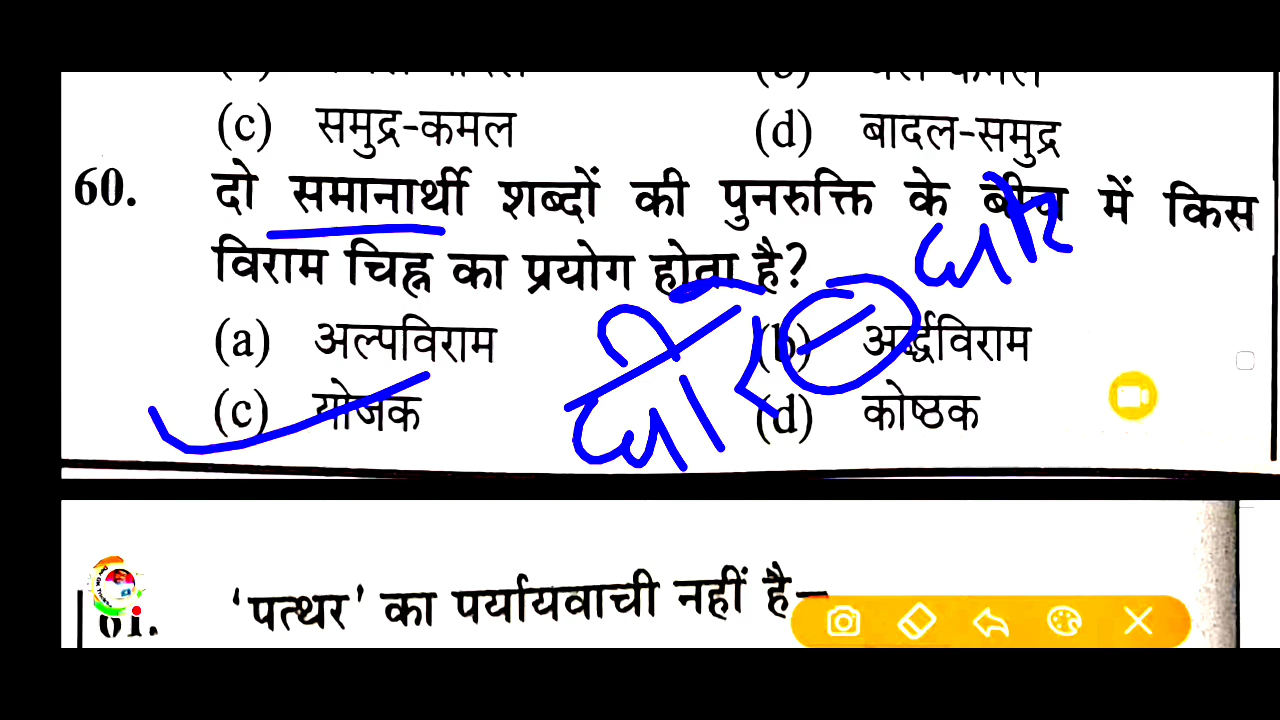 (c) समुद्र-कमल (d) बादल-समुद्र
60. दो समानार्थी शब्दों की पुनरुक्ति के बीच में किस
विराम चिह्न का प्रयोग होता है?
(a) अल्पविराम (b) अर्द्धविराम
(c) योजक (d) कोष्ठक
धीरे - धीरे
61. 'पत्थर' का पर्यायवाची नहीं है–